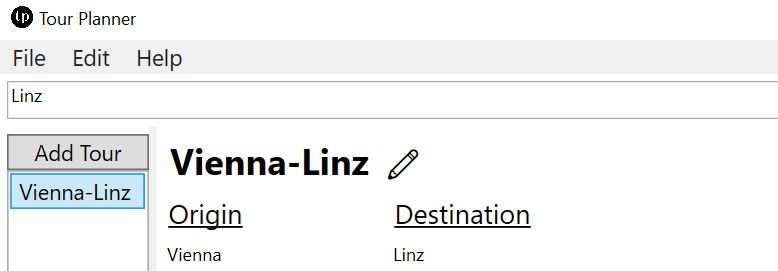 tp Tour Planner
File Edit Help
Linz
Add Tour
Vienna-Linz
Vienna-Linz
Origin Destination
Vienna Linz